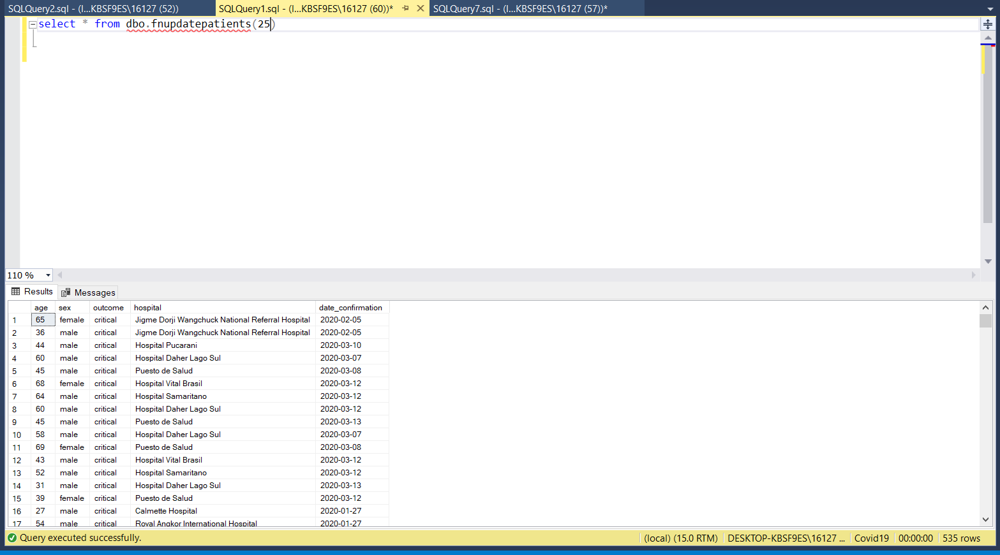 SQLQuery2.sql - (l...KBSF9ES\16127 (52)) SQLQuery1.sql - (l...KBSF9ES\16127 (60))* SQLQuery7.sql - (l...KBSF9ES\16127 (57))*
select * from dbo.fnupdatepatients(25)
110 %
Results Messages
age sex outcome hospital date_confirmation
1 65 female critical Jigme Dorji Wangchuck National Referral Hospital 2020-02-05
2 36 male critical Jigme Dorji Wangchuck National Referral Hospital 2020-02-05
3 44 male critical Hospital Pucarani 2020-03-10
4 60 male critical Hospital Daher Lago Sul 2020-03-07
5 45 male critical Puesto de Salud 2020-03-08
6 68 female critical Hospital Vital Brasil 2020-03-12
7 64 male critical Hospital Samaritano 2020-03-12
8 60 male critical Hospital Daher Lago Sul 2020-03-12
9 45 male critical Puesto de Salud 2020-03-13
10 58 male critical Hospital Daher Lago Sul 2020-03-07
11 69 female critical Puesto de Salud 2020-03-08
12 43 male critical Hospital Vital Brasil 2020-03-12
13 52 male critical Hospital Samaritano 2020-03-12
14 31 male critical Hospital Daher Lago Sul 2020-03-13
15 39 female critical Puesto de Salud 2020-03-12
16 27 male critical Calmette Hospital 2020-01-27
17 54 male critical Royal Angkor International Hospital 2020-01-27
Query executed successfully. (local) (15.0 RTM) DESKTOP-KBSF9ES\16127 ... Covid19 00:00:00 535 rows